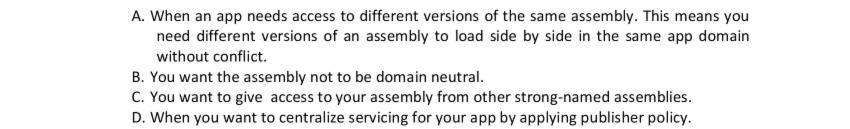 A. When an app needs access to different versions of the same assembly. This means you
need different versions of an assembly to load side by side in the same app domain
without conflict.
B. You want the assembly not to be domain neutral.
C. You want to give access to your assembly from other strong-named assemblies.
D. When you want to centralize servicing for your app by applying publisher policy.